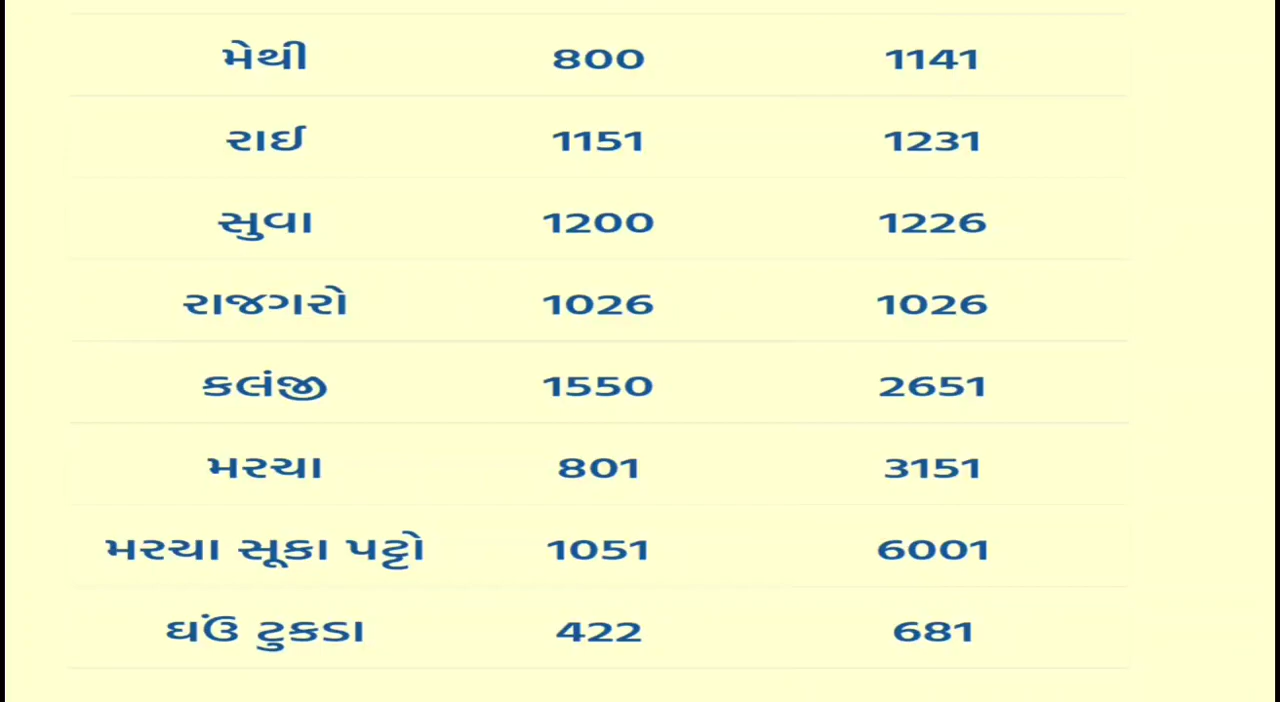 મેથી 800 1141
રાઈ 1151 1231
સુવા 1200 1226
રાજગરો 1026 1026
કલંજી 1550 2651
મરચા 801 3151
મરચા સૂકા પટ્ટો 1051 6001
ઘઉં ટુકડા 422 681